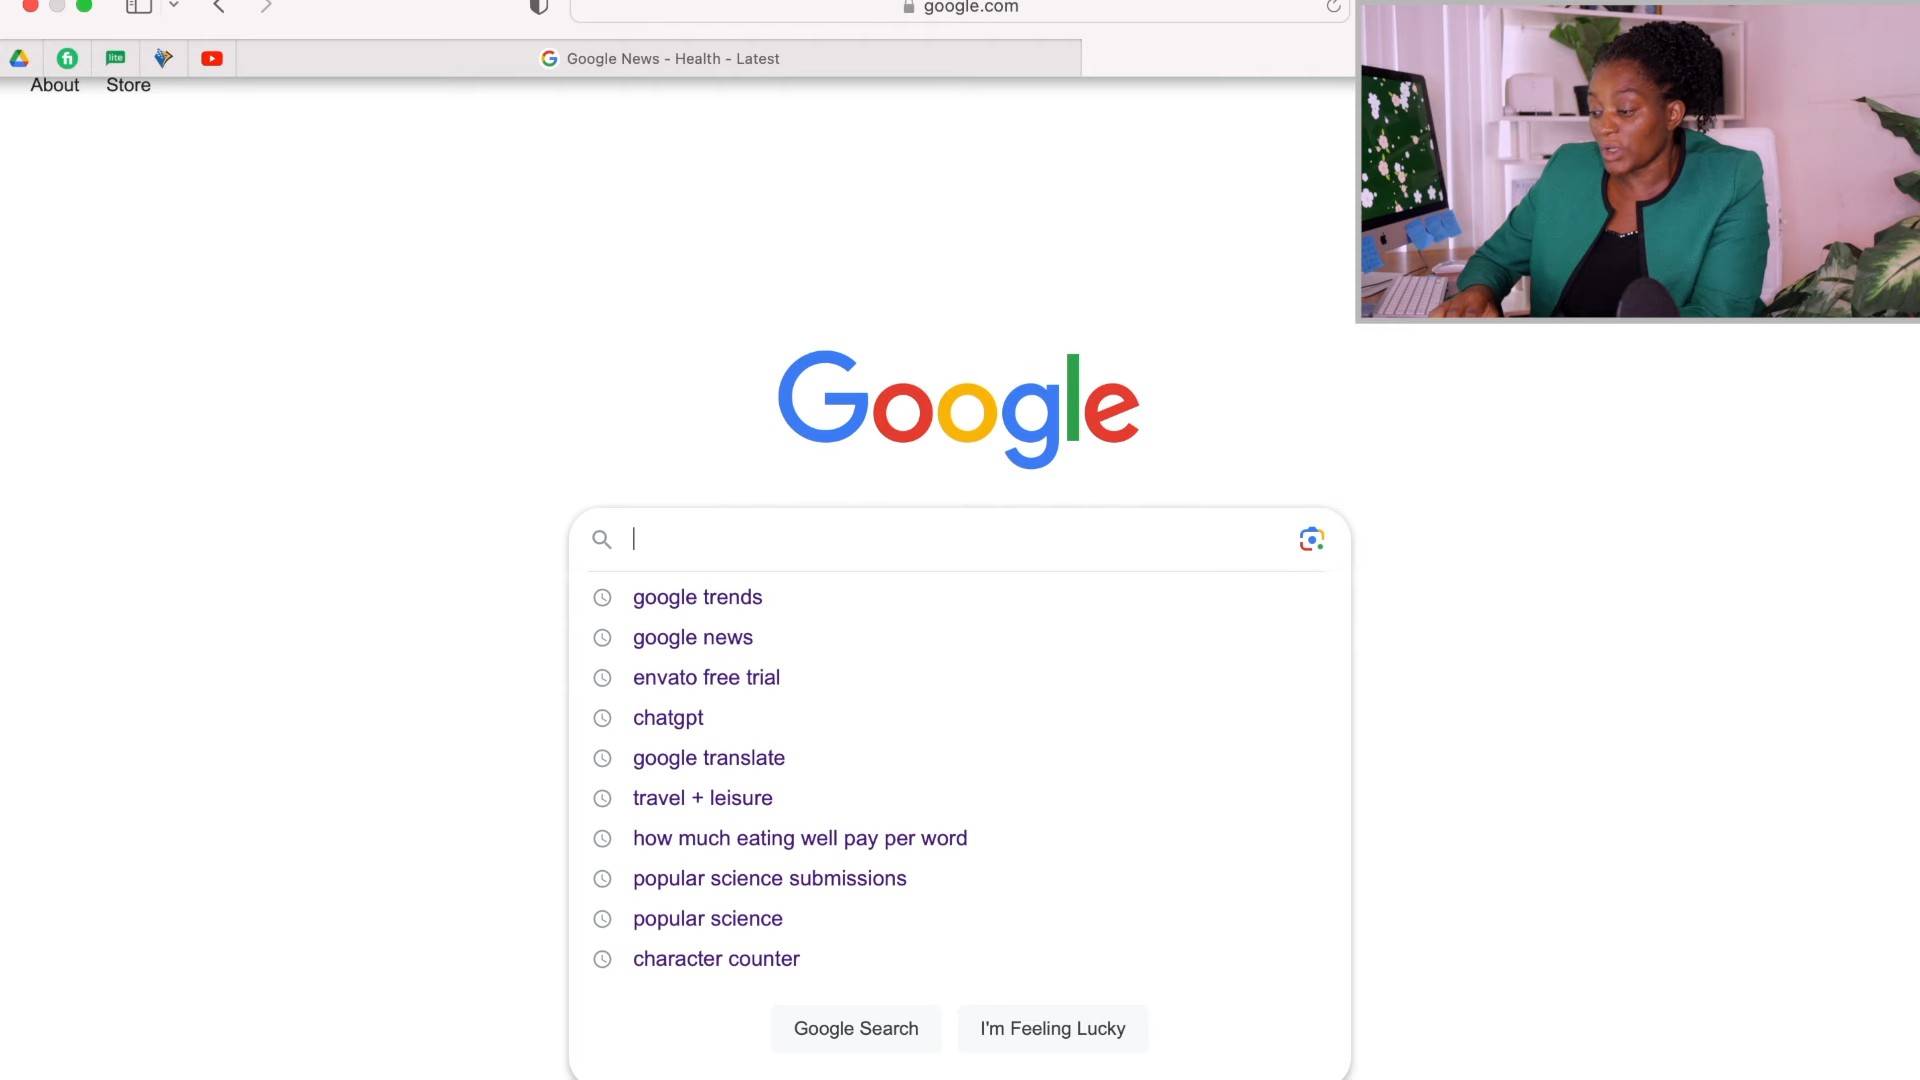 google.com
lite
Google News - Health - Latest
About Store
Google
google trends
google news
envato free trial
chatgpt
google translate
travel + leisure
how much eating well pay per word
popular science submissions
popular science
character counter
Google Search I'm Feeling Lucky